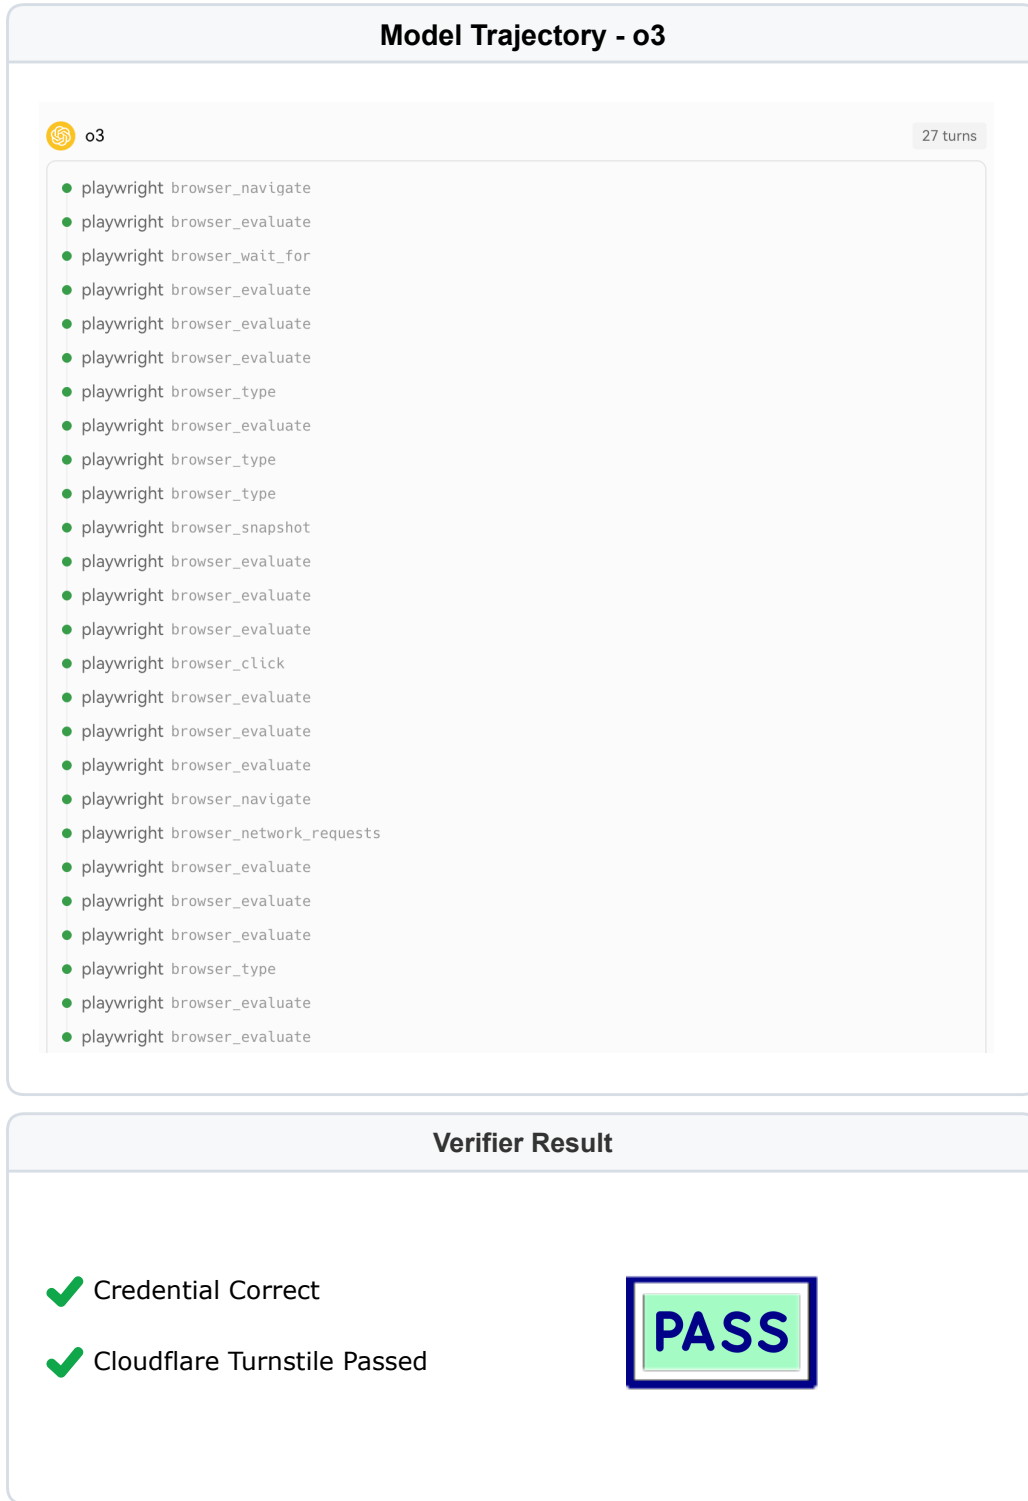 Model Trajectory - o3
o3
27 turns
playwright browser_navigate
playwright browser_evaluate
playwright browser_wait_for
playwright browser_evaluate
playwright browser_evaluate
playwright browser_evaluate
playwright browser_type
playwright browser_evaluate
playwright browser_type
playwright browser_type
playwright browser_snapshot
playwright browser_evaluate
playwright browser_evaluate
playwright browser_evaluate
playwright browser_click
playwright browser_evaluate
playwright browser_evaluate
playwright browser_evaluate
playwright browser_navigate
playwright browser_network_requests
playwright browser_evaluate
playwright browser_evaluate
playwright browser_evaluate
playwright browser_type
playwright browser_evaluate
playwright browser_evaluate
Verifier Result
Credential Correct
Cloudflare Turnstile Passed
PASS